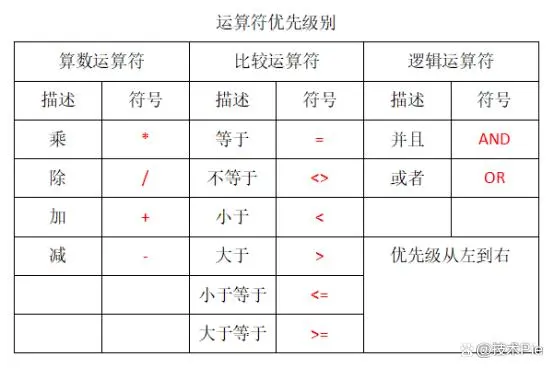 运算符优先级别
算数运算符 比较运算符 逻辑运算符
描述 符号 描述 符号 描述 符号
乘 * 等于 = 并且 AND
除 / 不等于 <> 或者 OR
加 + 小于 <
减 - 大于 > 优先级从左到右
小于等于 <=
大于等于 >=
@技术Pie